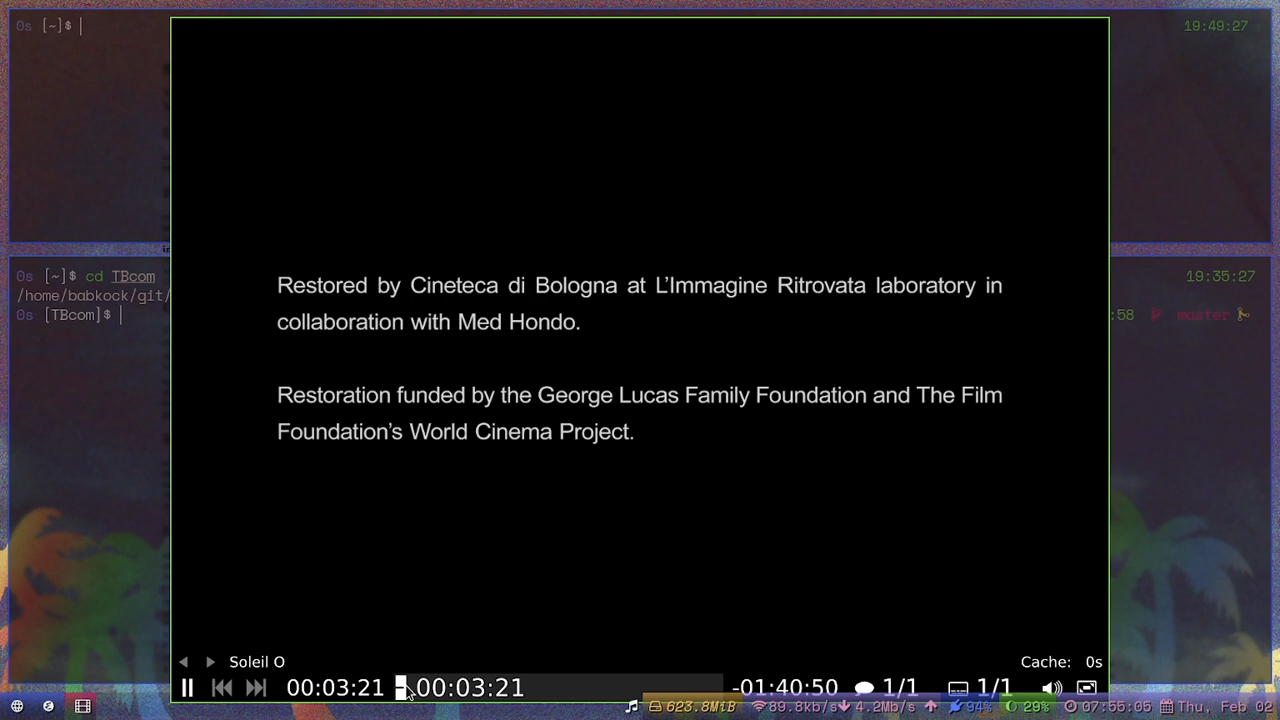 0s [~]$
19:49:27
0s [~]$ cd TBcom
19:35:27
/home/babkock/git/
0s [TBcom]$
:58 master
Restored by Cineteca di Bologna at L’Immagine Ritrovata laboratory in
collaboration with Med Hondo.
Restoration funded by the George Lucas Family Foundation and The Film
Foundation’s World Cinema Project.
Soleil O
Cache: 0s
00:03:21
00:03:21
-01:40:50
1/1
1/1
623.8MiB 89.8kb/s 4.2Mb/s 94% 29% 07:55:05 Thu, Feb 02